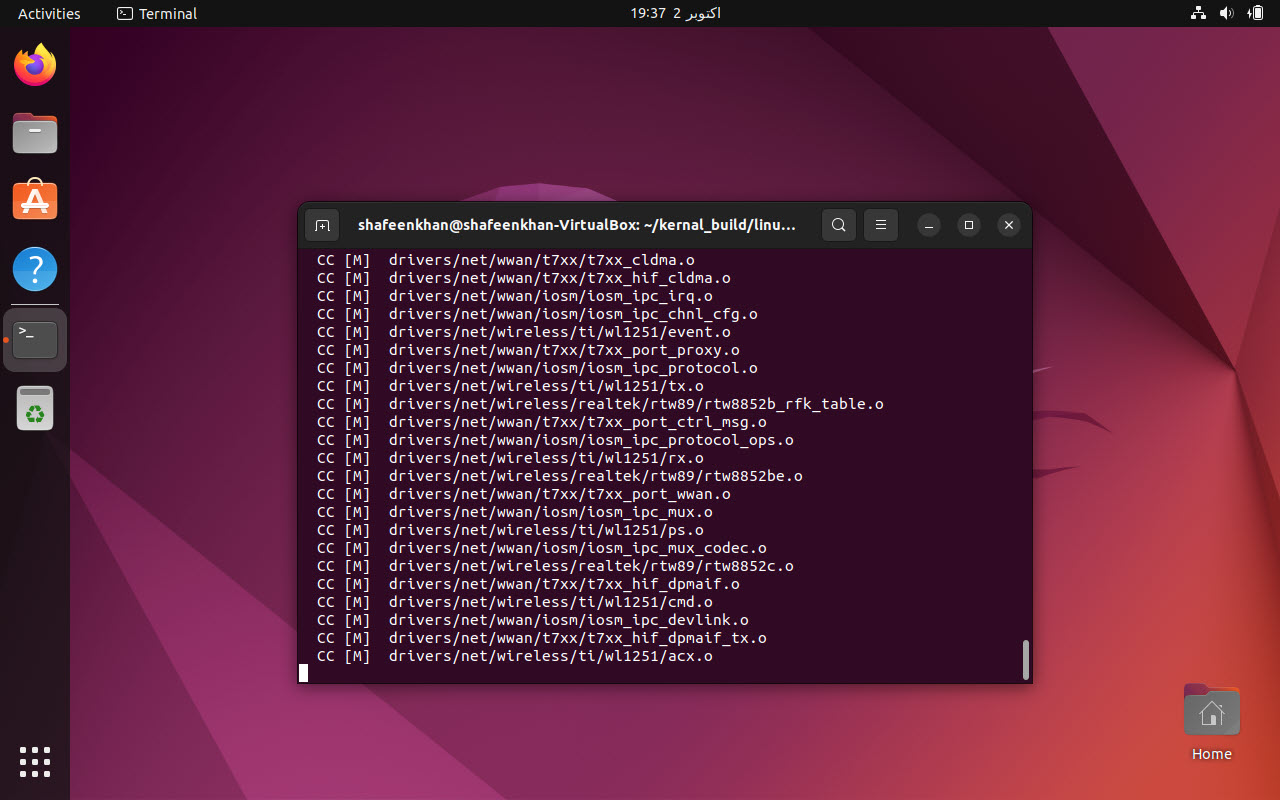 Activities
Terminal
19:37 2 اکتوبر
shafeenkhan@shafeenkhan-VirtualBox: ~/kernal_build/linu...
CC [M] drivers/net/wwan/t7xx/t7xx_cldma.o
CC [M] drivers/net/wwan/t7xx/t7xx_hif_cldma.o
CC [M] drivers/net/wwan/iosm/iosm_ipc_irq.o
CC [M] drivers/net/wwan/iosm/iosm_ipc_chnl_cfg.o
CC [M] drivers/net/wireless/ti/wl1251/event.o
CC [M] drivers/net/wwan/t7xx/t7xx_port_proxy.o
CC [M] drivers/net/wwan/iosm/iosm_ipc_protocol.o
CC [M] drivers/net/wireless/ti/wl1251/tx.o
CC [M] drivers/net/wireless/realtek/rtw89/rtw8852b_rfk_table.o
CC [M] drivers/net/wwan/t7xx/t7xx_port_ctrl_msg.o
CC [M] drivers/net/wwan/iosm/iosm_ipc_protocol_ops.o
CC [M] drivers/net/wireless/ti/wl1251/rx.o
CC [M] drivers/net/wireless/realtek/rtw89/rtw8852be.o
CC [M] drivers/net/wwan/t7xx/t7xx_port_wwan.o
CC [M] drivers/net/wwan/iosm/iosm_ipc_mux.o
CC [M] drivers/net/wireless/ti/wl1251/ps.o
CC [M] drivers/net/wwan/iosm/iosm_ipc_mux_codec.o
CC [M] drivers/net/wireless/realtek/rtw89/rtw8852c.o
CC [M] drivers/net/wwan/t7xx/t7xx_hif_dpmaif.o
CC [M] drivers/net/wireless/ti/wl1251/cmd.o
CC [M] drivers/net/wwan/iosm/iosm_ipc_devlink.o
CC [M] drivers/net/wwan/t7xx/t7xx_hif_dpmaif_tx.o
CC [M] drivers/net/wireless/ti/wl1251/acx.o
Home